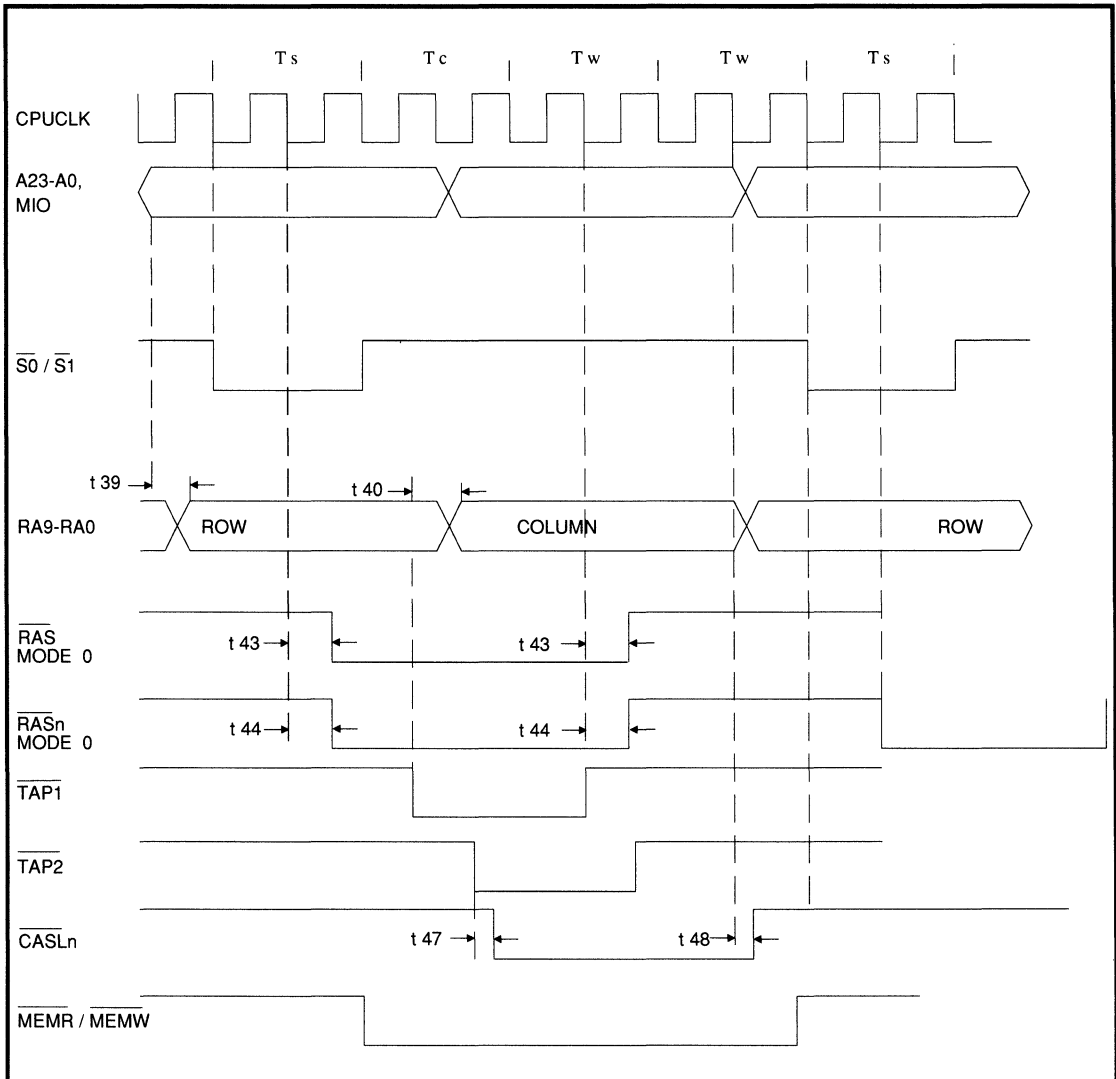 Ts Tc Tw Tw Ts
CPUCLK
A23-A0,
MIO
S0 / S1
t 39
t 40
RA9-RA0
ROW
COLUMN
ROW
RAS
MODE 0
t 43
t 43
RASn
MODE 0
t 44
t 44
TAP1
TAP2
CASLn
t 47
t 48
MEMR / MEMW